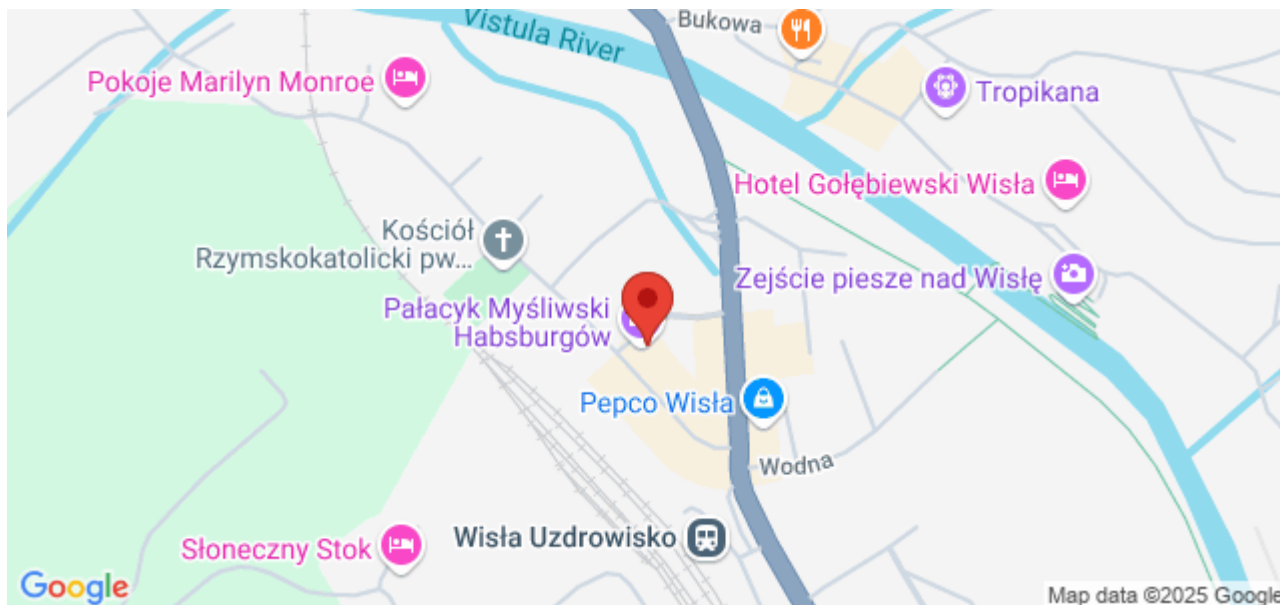 Vistula River
Bukowa
Pokoje Marilyn Monroe
Tropikana
Hotel Gołębiewski Wisła
Kościół
Rzymskokatolicki pw...
Zejście piesze nad Wisłę
Pałacyk Myśliwski
Habsburgów
Pepco Wisła
Wodna
Wisła Uzdrowisko
Słoneczny Stok
Google
Map data ©2025 Google